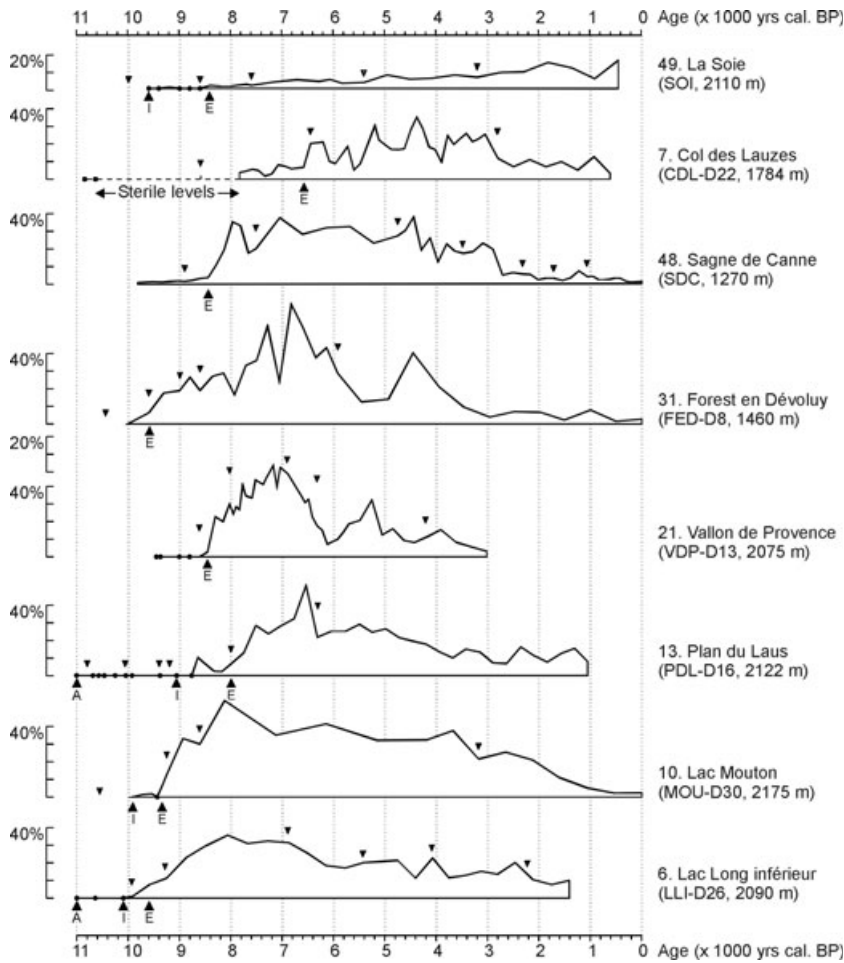 11 10 9 8 7 6 5 4 3 2 1 0 Age (x 1000 yrs cal. BP)
20%
49. La Soie
(SOI, 2110 m)
I E
40%
7. Col des Lauzes
(CDL-D22, 1784 m)
Sterile levels
E
40%
48. Sagne de Canne
(SDC, 1270 m)
E
40%
31. Forest en Dévoluy
(FED-D8, 1460 m)
E
20%
40%
21. Vallon de Provence
(VDP-D13, 2075 m)
E
40%
13. Plan du Laus
(PDL-D16, 2122 m)
A I E
40%
10. Lac Mouton
(MOU-D30, 2175 m)
I E
40%
6. Lac Long inférieur
(LLI-D26, 2090 m)
A I E
11 10 9 8 7 6 5 4 3 2 1 0 Age (x 1000 yrs cal. BP)